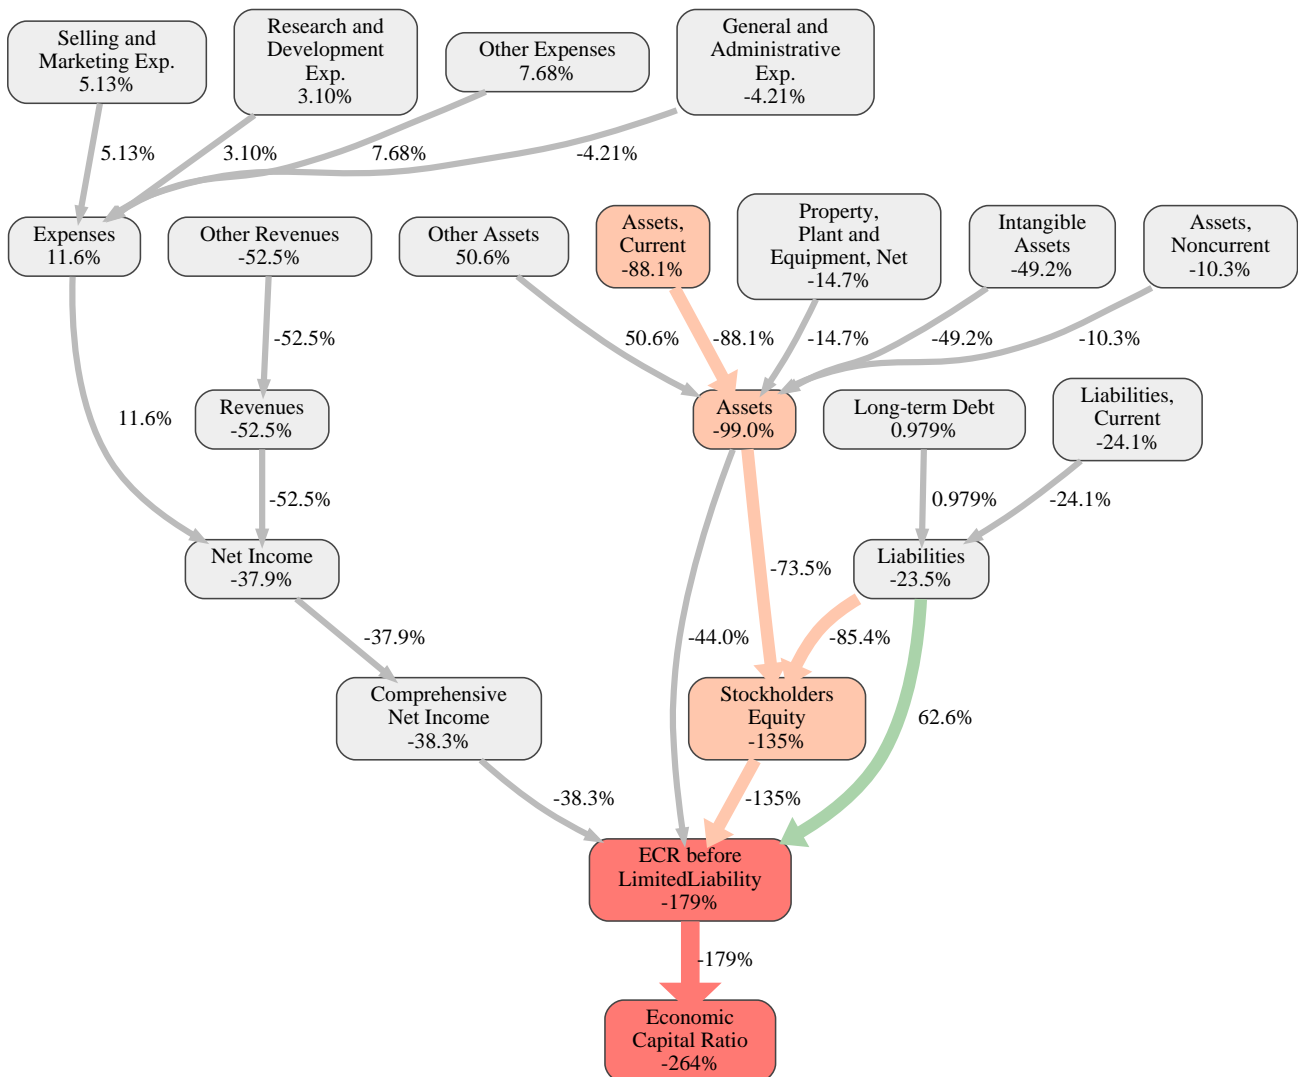 Selling and
Marketing Exp.
5.13%
Research and
Development
Exp.
3.10%
Other Expenses
7.68%
General and
Administrative
Exp.
-4.21%
5.13%
3.10%
7.68%
-4.21%
Expenses
11.6%
Other Revenues
-52.5%
Other Assets
50.6%
Assets,
Current
-88.1%
Property,
Plant and
Equipment, Net
-14.7%
Intangible
Assets
-49.2%
Assets,
Noncurrent
-10.3%
-52.5%
50.6%
-88.1%
-14.7%
-49.2%
-10.3%
11.6%
Revenues
-52.5%
Assets
-99.0%
Long-term Debt
0.979%
Liabilities,
Current
-24.1%
-52.5%
0.979%
-24.1%
Net Income
-37.9%
Liabilities
-23.5%
-37.9%
-44.0%
-73.5%
-85.4%
62.6%
Comprehensive
Net Income
-38.3%
Stockholders
Equity
-135%
-38.3%
-135%
ECR before
LimitedLiability
-179%
-179%
Economic
Capital Ratio
-264%